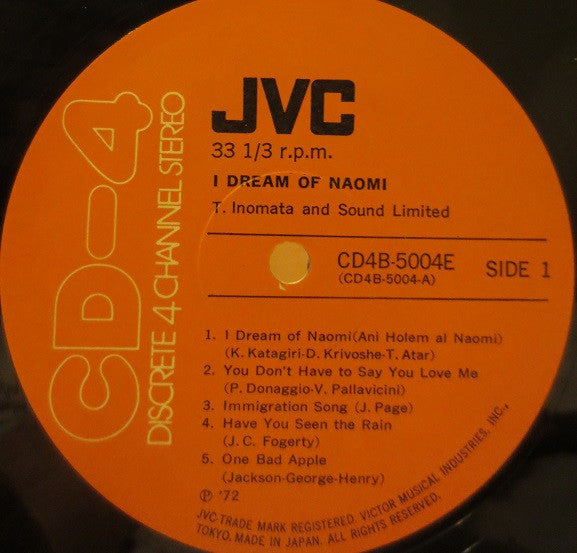 CD-4
DISCRETE 4 CHANNEL STEREO
JVC
33 1/3 r.p.m.
I DREAM OF NAOMI
T. Inomata and Sound Limited
CD4B-5004E
(CD4B-5004-A)
SIDE 1
1. I Dream of Naomi(Ani Holem al Naomi)
(K. Katagiri-D. Krivoshe-T. Atar)
2. You Don't Have to Say You Love Me
(P. Donaggio-V. Pallavicini)
3. Immigration Song (J. Page)
4. Have You Seen the Rain
(J. C. Fogerty)
5. One Bad Apple
(Jackson-George-Henry)
Ⓟ '72
JVC-TRADE MARK REGISTERED. VICTOR MUSICAL INDUSTRIES, INC.,
TOKYO. MADE IN JAPAN. ALL RIGHTS RESERVED.